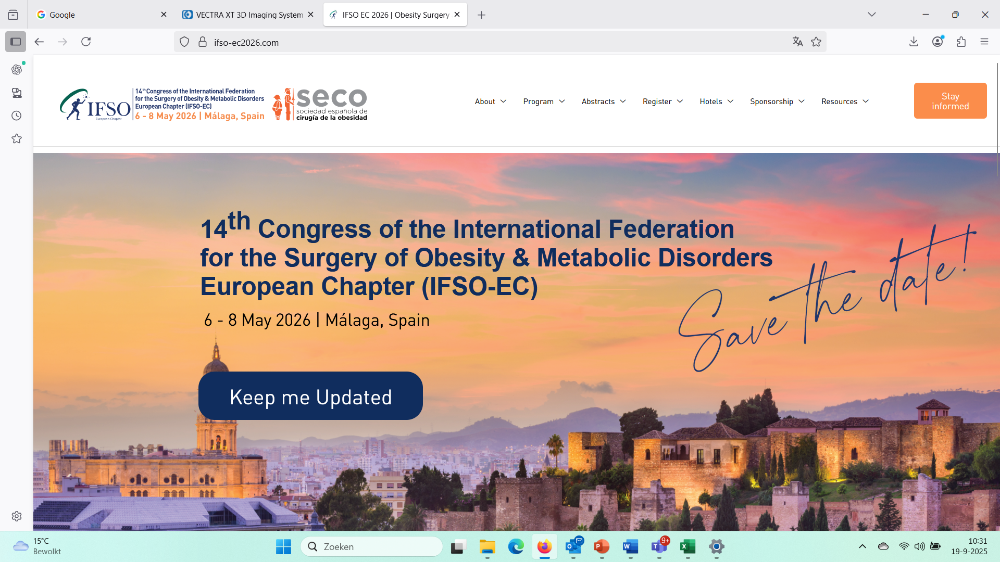 Google
VECTRA XT 3D Imaging System
IFSO EC 2026 | Obesity Surgery
ifso-ec2026.com
IFSO
European Chapter
14th Congress of the International Federation
for the Surgery of Obesity & Metabolic Disorders
European Chapter (IFSO-EC)
6 - 8 May 2026 | Málaga, Spain
seco
sociedad española de
cirugía de la obesidad
About
Program
Abstracts
Register
Hotels
Sponsorship
Resources
Stay
informed
14th Congress of the International Federation
for the Surgery of Obesity & Metabolic Disorders
European Chapter (IFSO-EC)
6 - 8 May 2026 | Málaga, Spain
Save the date!
Keep me Updated
15°C
Bewolkt
Zoeken
9+
10:31
19-9-2025